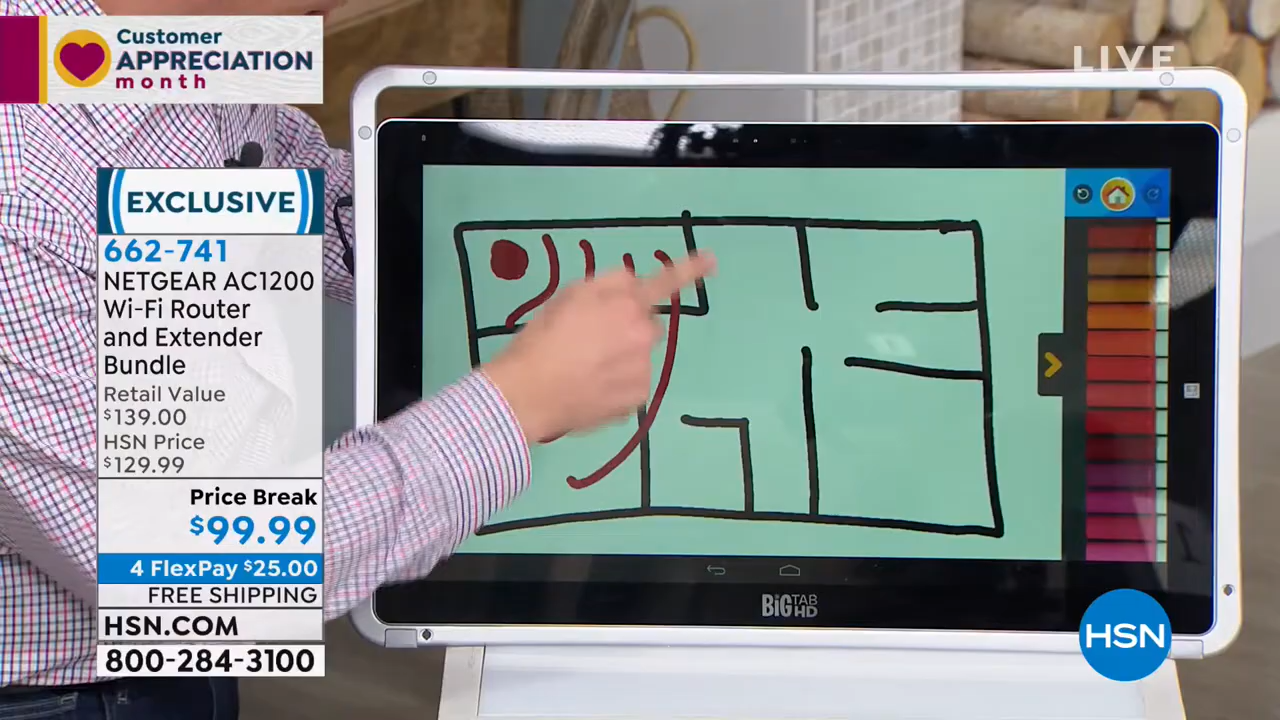 Customer
APPRECIATION
month
LIVE
EXCLUSIVE
662-741
NETGEAR AC1200
Wi-Fi Router
and Extender
Bundle
Retail Value
$139.00
HSN Price
$129.99
Price Break
$99.99
4 FlexPay $25.00
FREE SHIPPING
HSN.COM
800-284-3100
BiG TAB HD
HSN